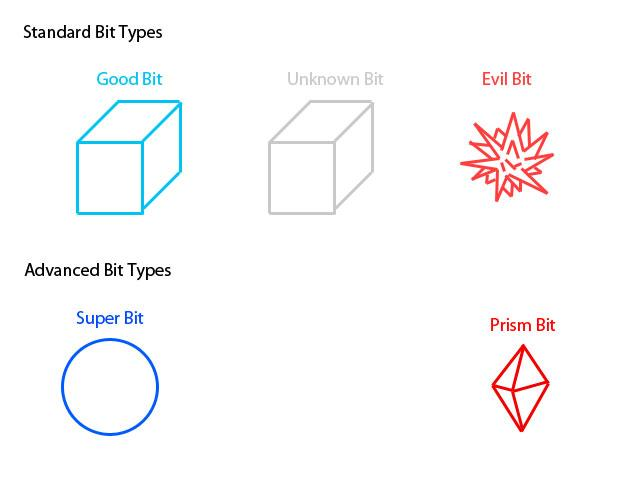 Standard Bit Types
Good Bit
Unknown Bit
Evil Bit
Advanced Bit Types
Super Bit
Prism Bit